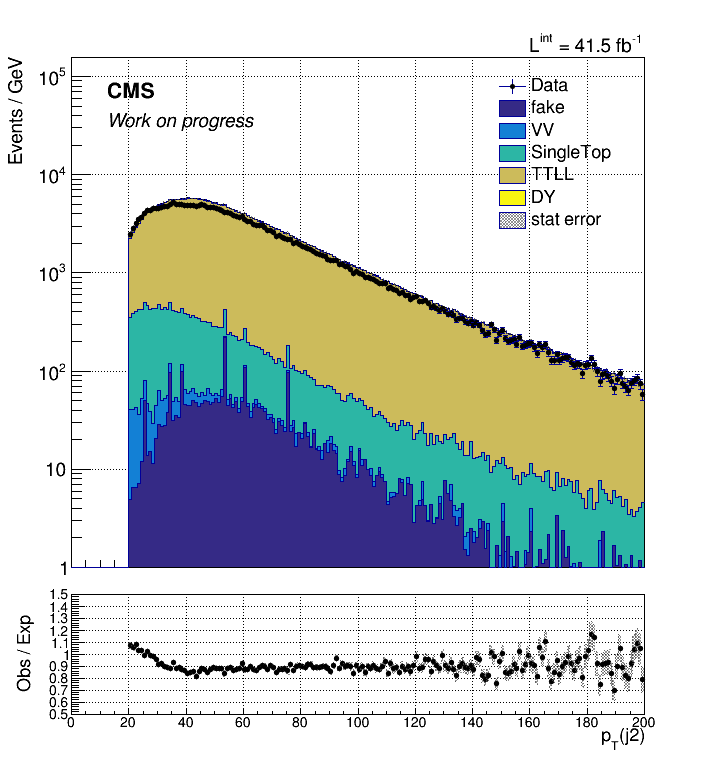 L^int = 41.5 fb^-1
Events / GeV
10^5
10^4
10^3
10^2
10
1
CMS
Work on progress
Data
fake
VV
SingleTop
TTLL
DY
stat error
Obs / Exp
1.5
1.4
1.3
1.2
1.1
1
0.9
0.8
0.7
0.6
0.5
0 20 40 60 80 100 120 140 160 180 200
p_T(j2)